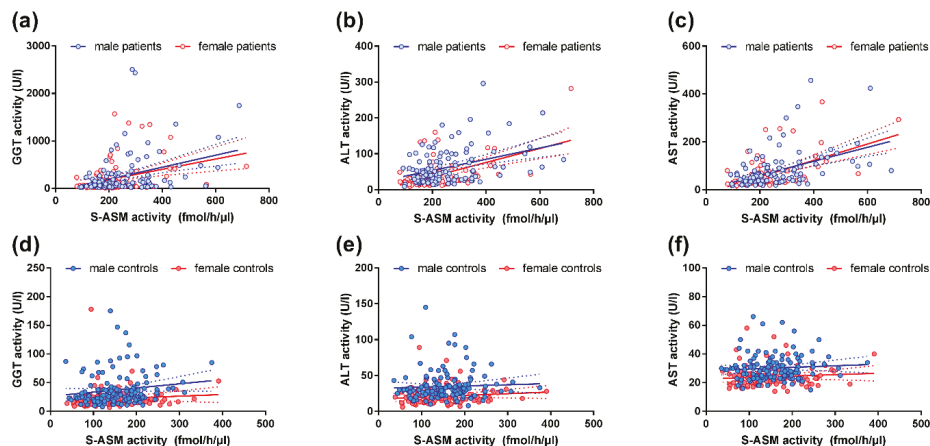 (a)
male patients female patients
3000
2000
1000
0
GGT activity (U/l)
0 200 400 600 800
S-ASM activity (fmol/h/µl)
(b)
male patients female patients
400
300
200
100
0
ALT activity (U/l)
0 200 400 600 800
S-ASM activity (fmol/h/µl)
(c)
male patients female patients
600
400
200
0
AST activity (U/l)
0 200 400 600 800
S-ASM activity (fmol/h/µl)
(d)
male controls female controls
250
200
150
100
50
0
GGT activity (U/l)
0 100 200 300 400 500
S-ASM activity (fmol/h/µl)
(e)
male controls female controls
200
150
100
50
0
ALT activity (U/l)
0 100 200 300 400 500
S-ASM activity (fmol/h/µl)
(f)
male controls female controls
100
80
60
40
20
0
AST activity (U/l)
0 100 200 300 400 500
S-ASM activity (fmol/h/µl)